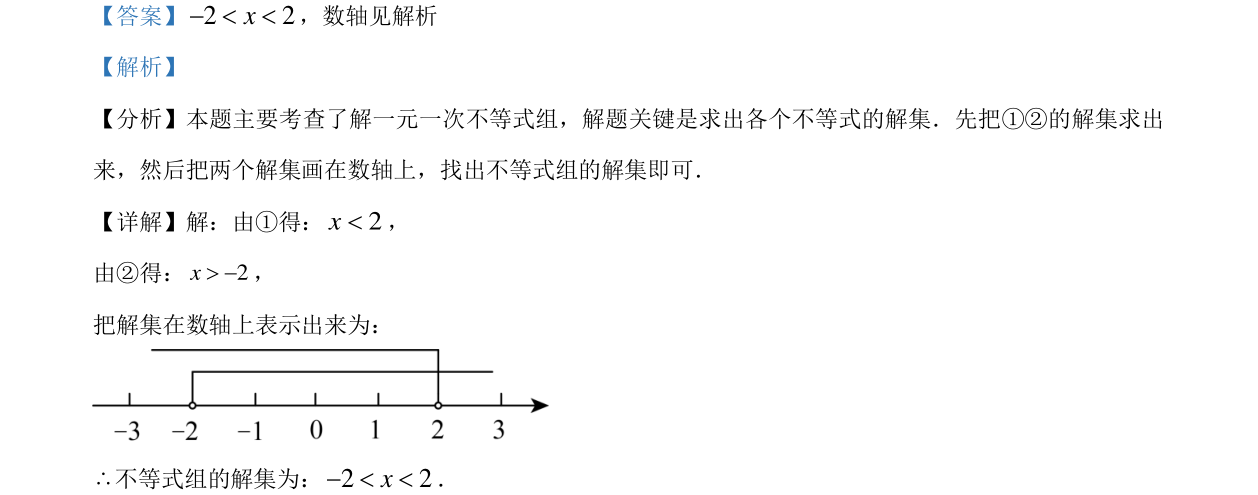 【答案】−2 < x < 2，数轴见解析
【解析】
【分析】本题主要考查了解一元一次不等式组，解题关键是求出各个不等式的解集．先把①②的解集求出
来，然后把两个解集画在数轴上，找出不等式组的解集即可．
【详解】解：由①得：x < 2，
由②得：x > −2，
把解集在数轴上表示出来为：
−3 −2 −1 0 1 2 3
∴不等式组的解集为：−2 < x < 2．